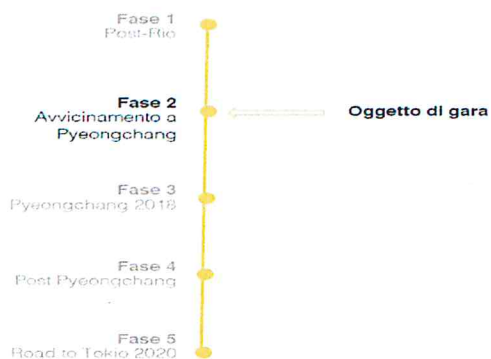 Fase 1
Post-Rio
Fase 2
Avvicinamento a
Pyeongchang
Oggetto di gara
Fase 3
Pyeongchang 2018
Fase 4
Post Pyeongchang
Fase 5
Road to Tokio 2020